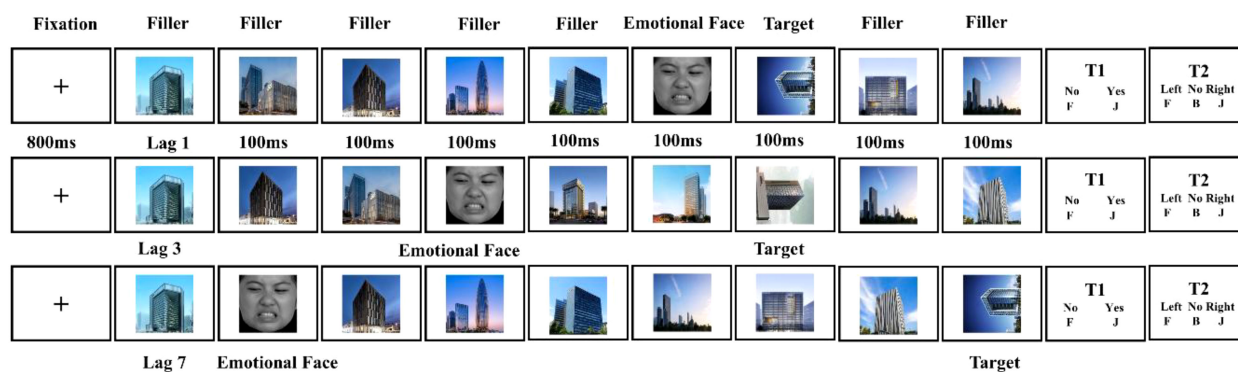 Fixation Filler Filler Filler Filler Filler Emotional Face Target Filler Filler
+
T1
No Yes
F J
T2
Left No Right
F B J
800ms Lag 1 100ms 100ms 100ms 100ms 100ms 100ms 100ms 100ms
+
T1
No Yes
F J
T2
Left No Right
F B J
Lag 3 Emotional Face Target
+
T1
No Yes
F J
T2
Left No Right
F B J
Lag 7 Emotional Face Target